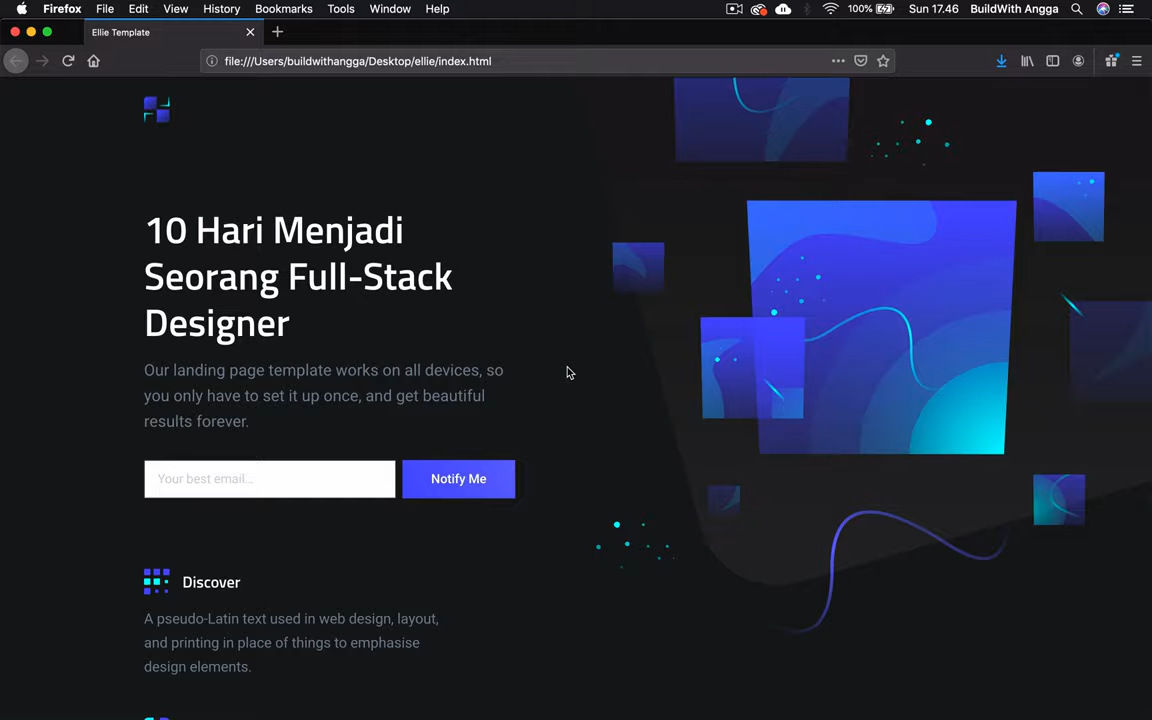 Firefox File Edit View History Bookmarks Tools Window Help 100% Sun 17.46 BuildWith Angga
Ellie Template
file:///Users/buildwithangga/Desktop/ellie/index.html
10 Hari Menjadi
Seorang Full-Stack
Designer
Our landing page template works on all devices, so
you only have to set it up once, and get beautiful
results forever.
Your best email...
Notify Me
Discover
A pseudo-Latin text used in web design, layout,
and printing in place of things to emphasise
design elements.